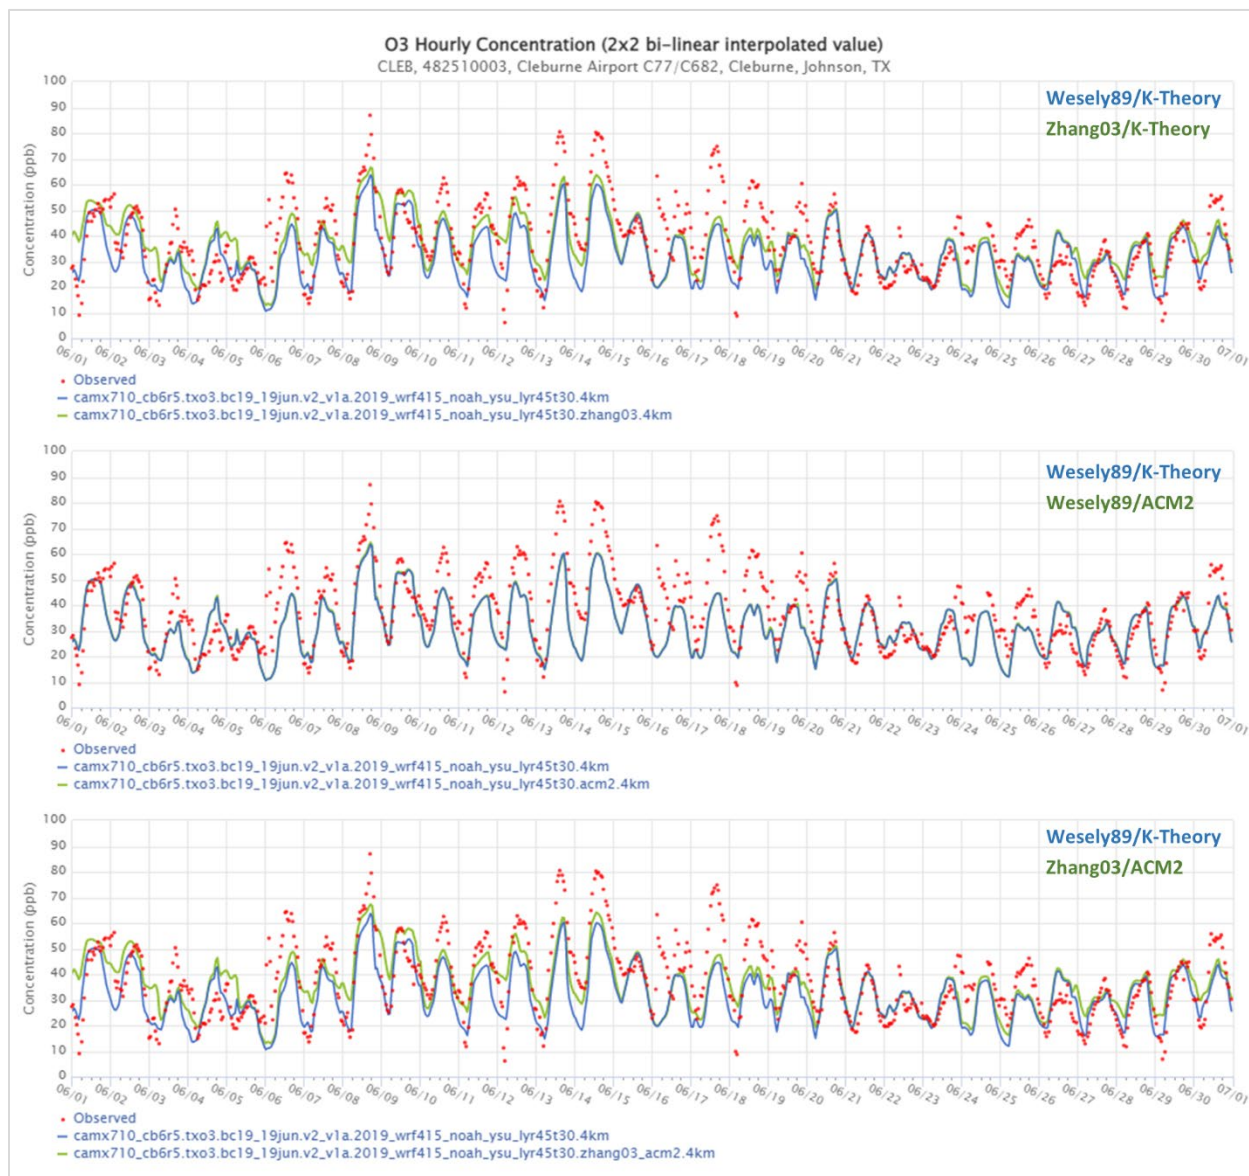 O3 Hourly Concentration (2x2 bi-linear interpolated value)
CLEB, 482510003, Cleburne Airport C77/C682, Cleburne, Johnson, TX
Wesely89/K-Theory
Zhang03/K-Theory
Concentration (ppb)
100
90
80
70
60
50
40
30
20
10
0
06/01 06/02 06/03 06/04 06/05 06/06 06/07 06/08 06/09 06/10 06/11 06/12 06/13 06/14 06/15 06/16 06/17 06/18 06/19 06/20 06/21 06/22 06/23 06/24 06/25 06/26 06/27 06/28 06/29 06/30 07/01
Observed
camx710_cb6r5.txo3.bc19_19jun.v2_v1a.2019_wrf415_noah_ysu_lyr45t30.4km
camx710_cb6r5.txo3.bc19_19jun.v2_v1a.2019_wrf415_noah_ysu_lyr45t30.zhang03.4km
Wesely89/K-Theory
Wesely89/ACM2
Concentration (ppb)
100
90
80
70
60
50
40
30
20
10
0
06/01 06/02 06/03 06/04 06/05 06/06 06/07 06/08 06/09 06/10 06/11 06/12 06/13 06/14 06/15 06/16 06/17 06/18 06/19 06/20 06/21 06/22 06/23 06/24 06/25 06/26 06/27 06/28 06/29 06/30 07/01
Observed
camx710_cb6r5.txo3.bc19_19jun.v2_v1a.2019_wrf415_noah_ysu_lyr45t30.4km
camx710_cb6r5.txo3.bc19_19jun.v2_v1a.2019_wrf415_noah_ysu_lyr45t30.acm2.4km
Wesely89/K-Theory
Zhang03/ACM2
Concentration (ppb)
100
90
80
70
60
50
40
30
20
10
0
06/01 06/02 06/03 06/04 06/05 06/06 06/07 06/08 06/09 06/10 06/11 06/12 06/13 06/14 06/15 06/16 06/17 06/18 06/19 06/20 06/21 06/22 06/23 06/24 06/25 06/26 06/27 06/28 06/29 06/30 07/01
Observed
camx710_cb6r5.txo3.bc19_19jun.v2_v1a.2019_wrf415_noah_ysu_lyr45t30.4km
camx710_cb6r5.txo3.bc19_19jun.v2_v1a.2019_wrf415_noah_ysu_lyr45t30.zhang03_acm2.4km